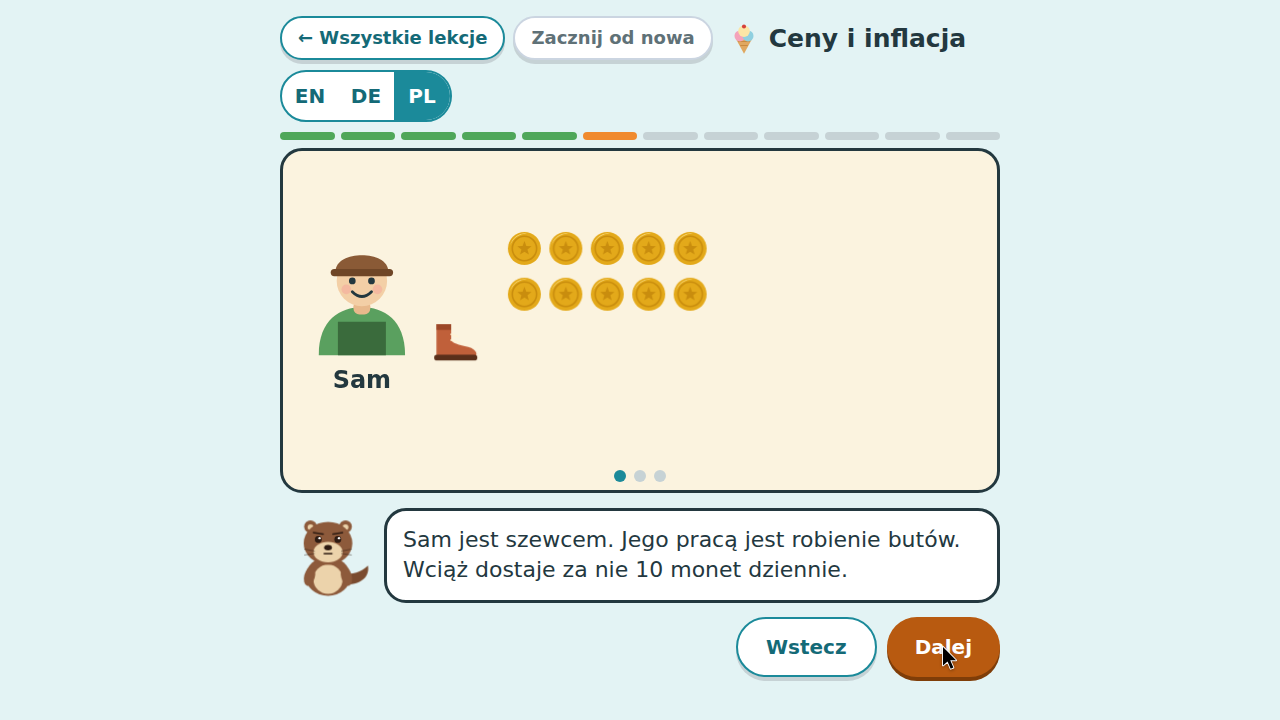 ← Wszystkie lekcje
Zacznij od nowa
Ceny i inflacja
EN DE PL
Sam
Sam jest szewcem. Jego pracą jest robienie butów.
Wciąż dostaje za nie 10 monet dziennie.
Wstecz
Dalej